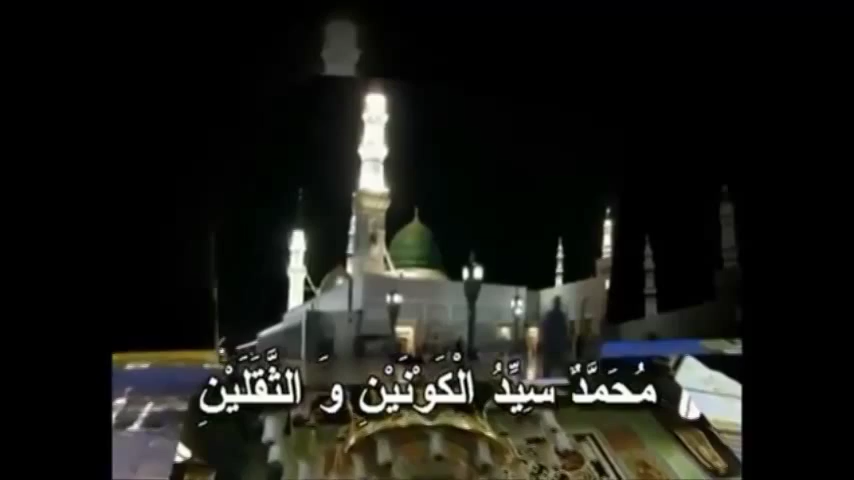 مُحَمَّدٌ سَيِّدُ الْكَوْنَيْنِ وَ الثَّقَلَيْنِ